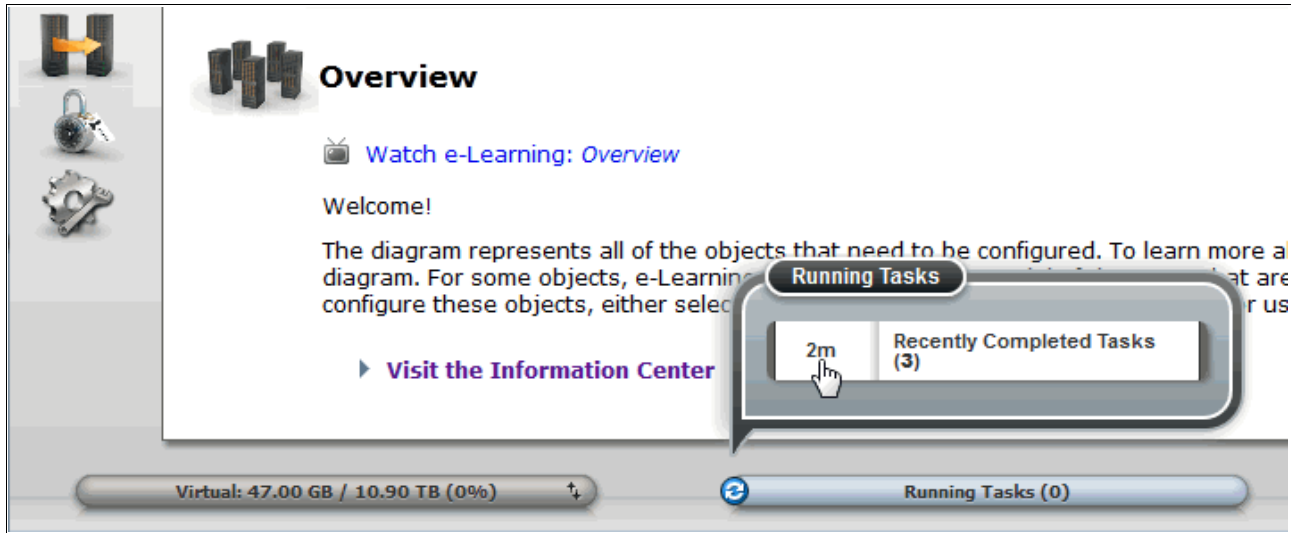 Overview
Watch e-Learning: Overview
Welcome!
The diagram represents all of the objects that need to be configured. To learn more
diagram. For some objects, e-Learning
configure these objects, either
Running Tasks
2m
Recently Completed Tasks
(3)
Visit the Information Center
Virtual: 47.00 GB / 10.90 TB (0%)
Running Tasks (0)